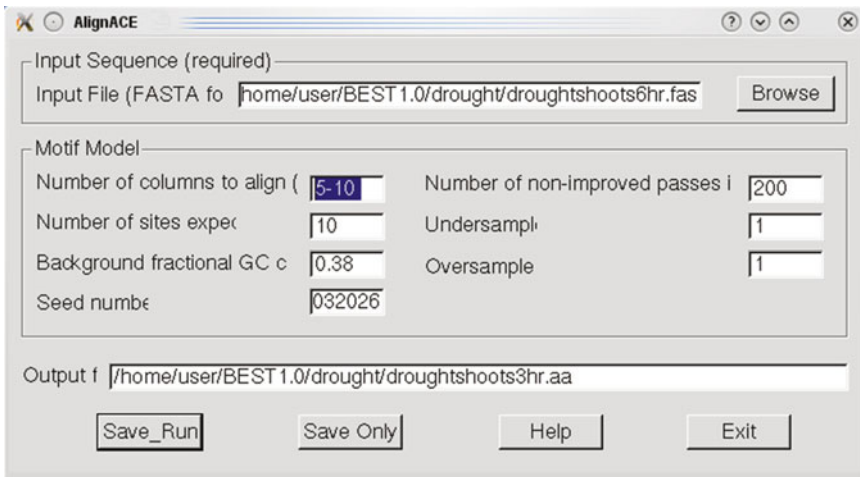 AlignACE
Input Sequence (required)
Input File (FASTA fo home/user/BEST1.0/drought/droughtshoots6hr.fas Browse
Motif Model
Number of columns to align ( 5-10 Number of non-improved passes i 200
Number of sites expec 10 Undersampl 1
Background fractional GC c 0.38 Oversample 1
Seed numbe 032026
Output f /home/user/BEST1.0/drought/droughtshoots3hr.aa
Save_Run Save Only Help Exit